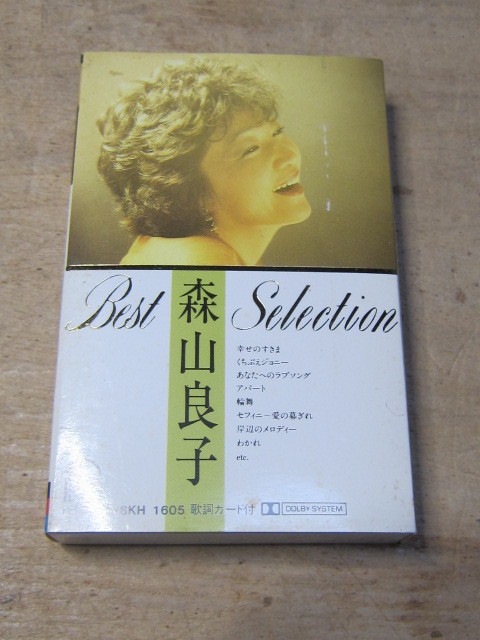 Best Selection
森山良子
幸せのすきま
くちぶえジョニー
あなたへのラブソング
アパート
輪舞
セフィニー愛の幕ぎれ
岸辺のメロディー
わかれ
etc.
SKH 1605 歌詞カード付 DOLBY SYSTEM